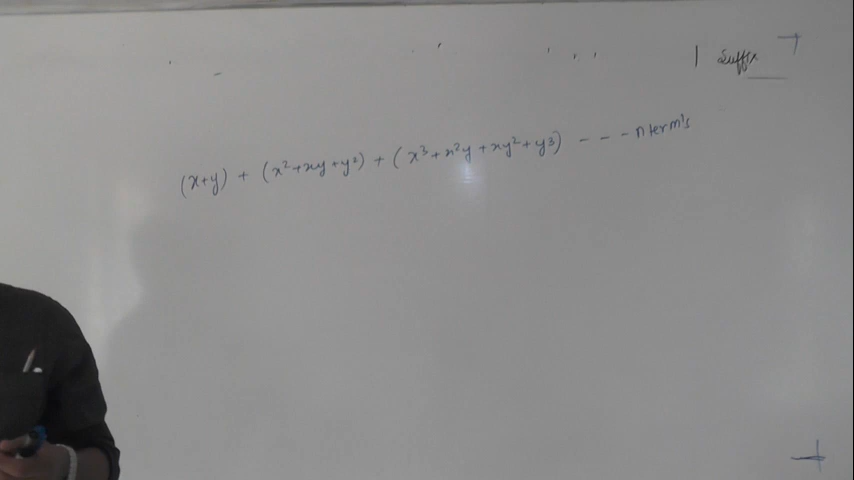 Suffix
(x+y) + (x²+xy+y²) + (x³+x²y+xy²+y3) - - - n term's